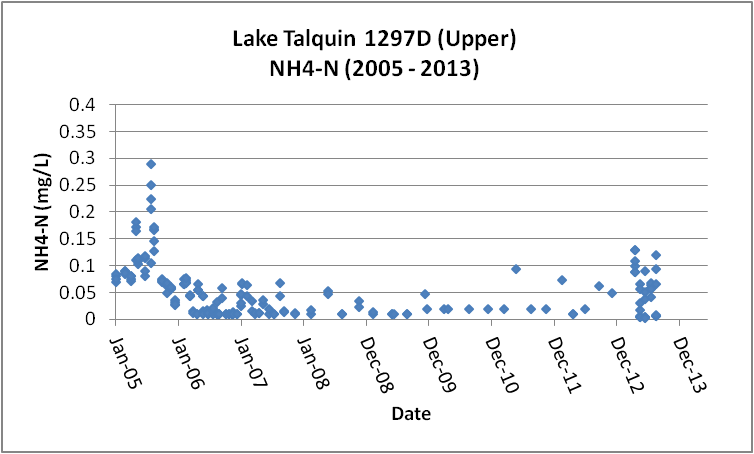 Lake Talquin 1297D (Upper)
NH4-N (2005 - 2013)
NH4-N (mg/L)
0.4
0.35
0.3
0.25
0.2
0.15
0.1
0.05
0
Jan-05
Jan-06
Jan-07
Jan-08
Dec-08
Dec-09
Dec-10
Dec-11
Dec-12
Dec-13
Date